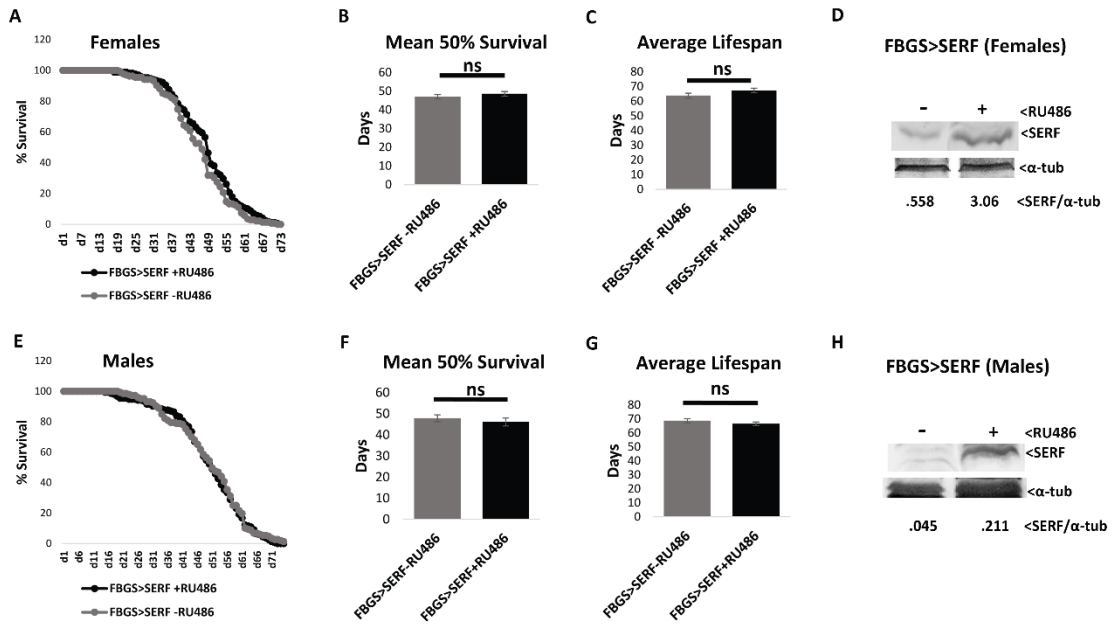 A
Females
120
100
80
60
40
20
0
% Survival
d1 d7 d13 d19 d25 d31 d37 d43 d49 d55 d61 d67 d73
FBGS>SERF +RU486
FBGS>SERF -RU486
B
Mean 50% Survival
ns
60
50
40
30
20
10
0
Days
FBGS>SERF -RU486
FBGS>SERF +RU486
C
Average Lifespan
ns
80
70
60
50
40
30
20
10
0
Days
FBGS>SERF -RU486
FBGS>SERF +RU486
D
FBGS>SERF (Females)
- + <RU486
<SERF
<α-tub
.558 3.06 <SERF/α-tub
E
Males
120
100
80
60
40
20
0
% Survival
d1 d6 d11 d16 d21 d26 d31 d36 d41 d46 d51 d56 d61 d66 d71
FBGS>SERF +RU486
FBGS>SERF -RU486
F
Mean 50% Survival
ns
60
50
40
30
20
10
0
Days
FBGS>SERF-RU486
FBGS>SERF+RU486
G
Average Lifespan
ns
80
70
60
50
40
30
20
10
0
Days
FBGS>SERF-RU486
FBGS>SERF+RU486
H
FBGS>SERF (Males)
- + <RU486
<SERF
<α-tub
.045 .211 <SERF/α-tub